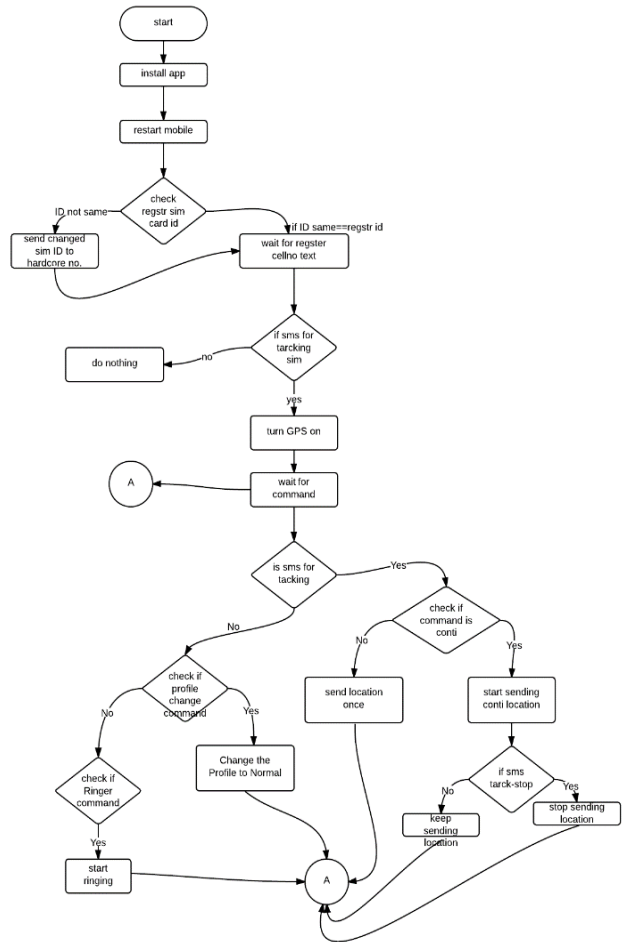 start
install app
restart mobile
check
regstr sim
card id
ID not same
if ID same==regstr id
send changed
sim ID to
hardcore no.
wait for regster
cellno text
if sms for
tarcking
sim
no
do nothing
yes
turn GPS on
wait for
command
A
is sms for
tacking
Yes
No
check if
command is
conti
No
Yes
check if
profile
change
command
No
Yes
send location
once
start sending
conti location
Change the
Profile to Normal
check if
Ringer
command
if sms
tarck-stop
No
Yes
keep
sending
location
stop sending
location
Yes
start
ringing
A